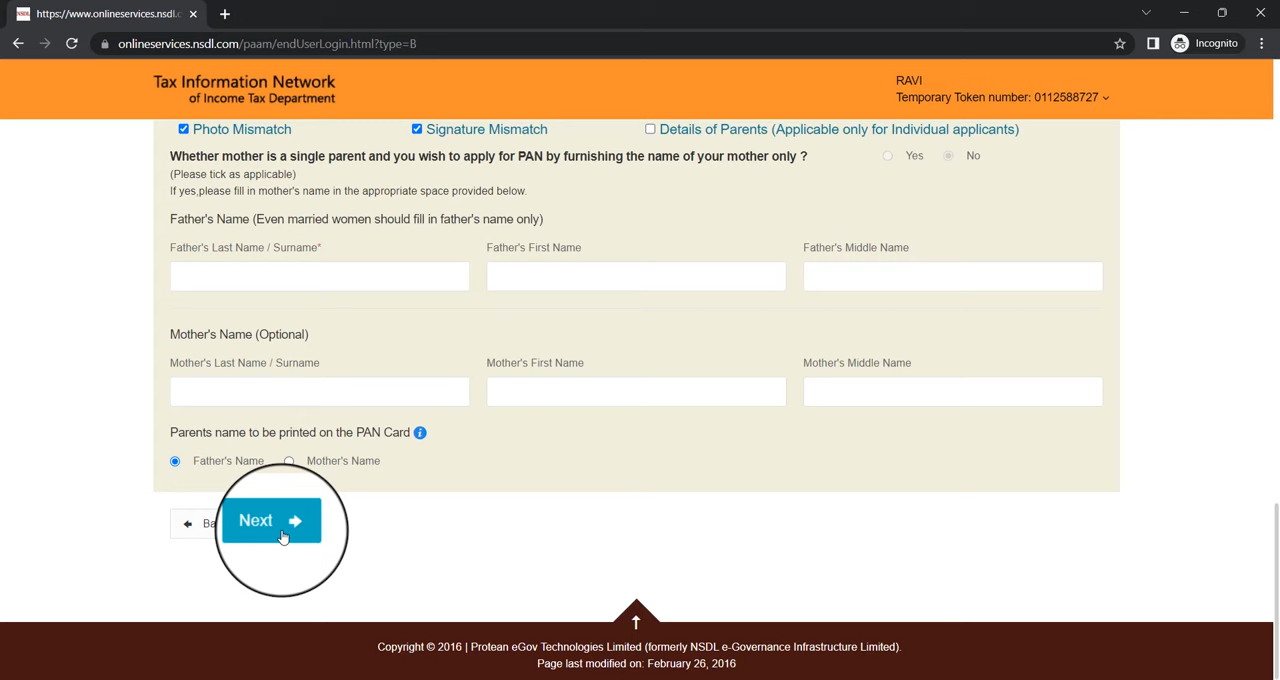 https://www.onlineservices.nsdl.c
onlineservices.nsdl.com/paam/endUserLogin.html?type=B
Incognito
Tax Information Network
of Income Tax Department
RAVI
Temporary Token number: 0112588727
Photo Mismatch
Signature Mismatch
Details of Parents (Applicable only for Individual applicants)
Whether mother is a single parent and you wish to apply for PAN by furnishing the name of your mother only ?
Yes
No
(Please tick as applicable)
If yes,please fill in mother's name in the appropriate space provided below.
Father's Name (Even married women should fill in father's name only)
Father's Last Name / Surname*
Father's First Name
Father's Middle Name
Mother's Name (Optional)
Mother's Last Name / Surname
Mother's First Name
Mother's Middle Name
Parents name to be printed on the PAN Card
Father's Name
Mother's Name
Ba
Next
Copyright © 2016 | Protean eGov Technologies Limited (formerly NSDL e-Governance Infrastructure Limited).
Page last modified on: February 26, 2016